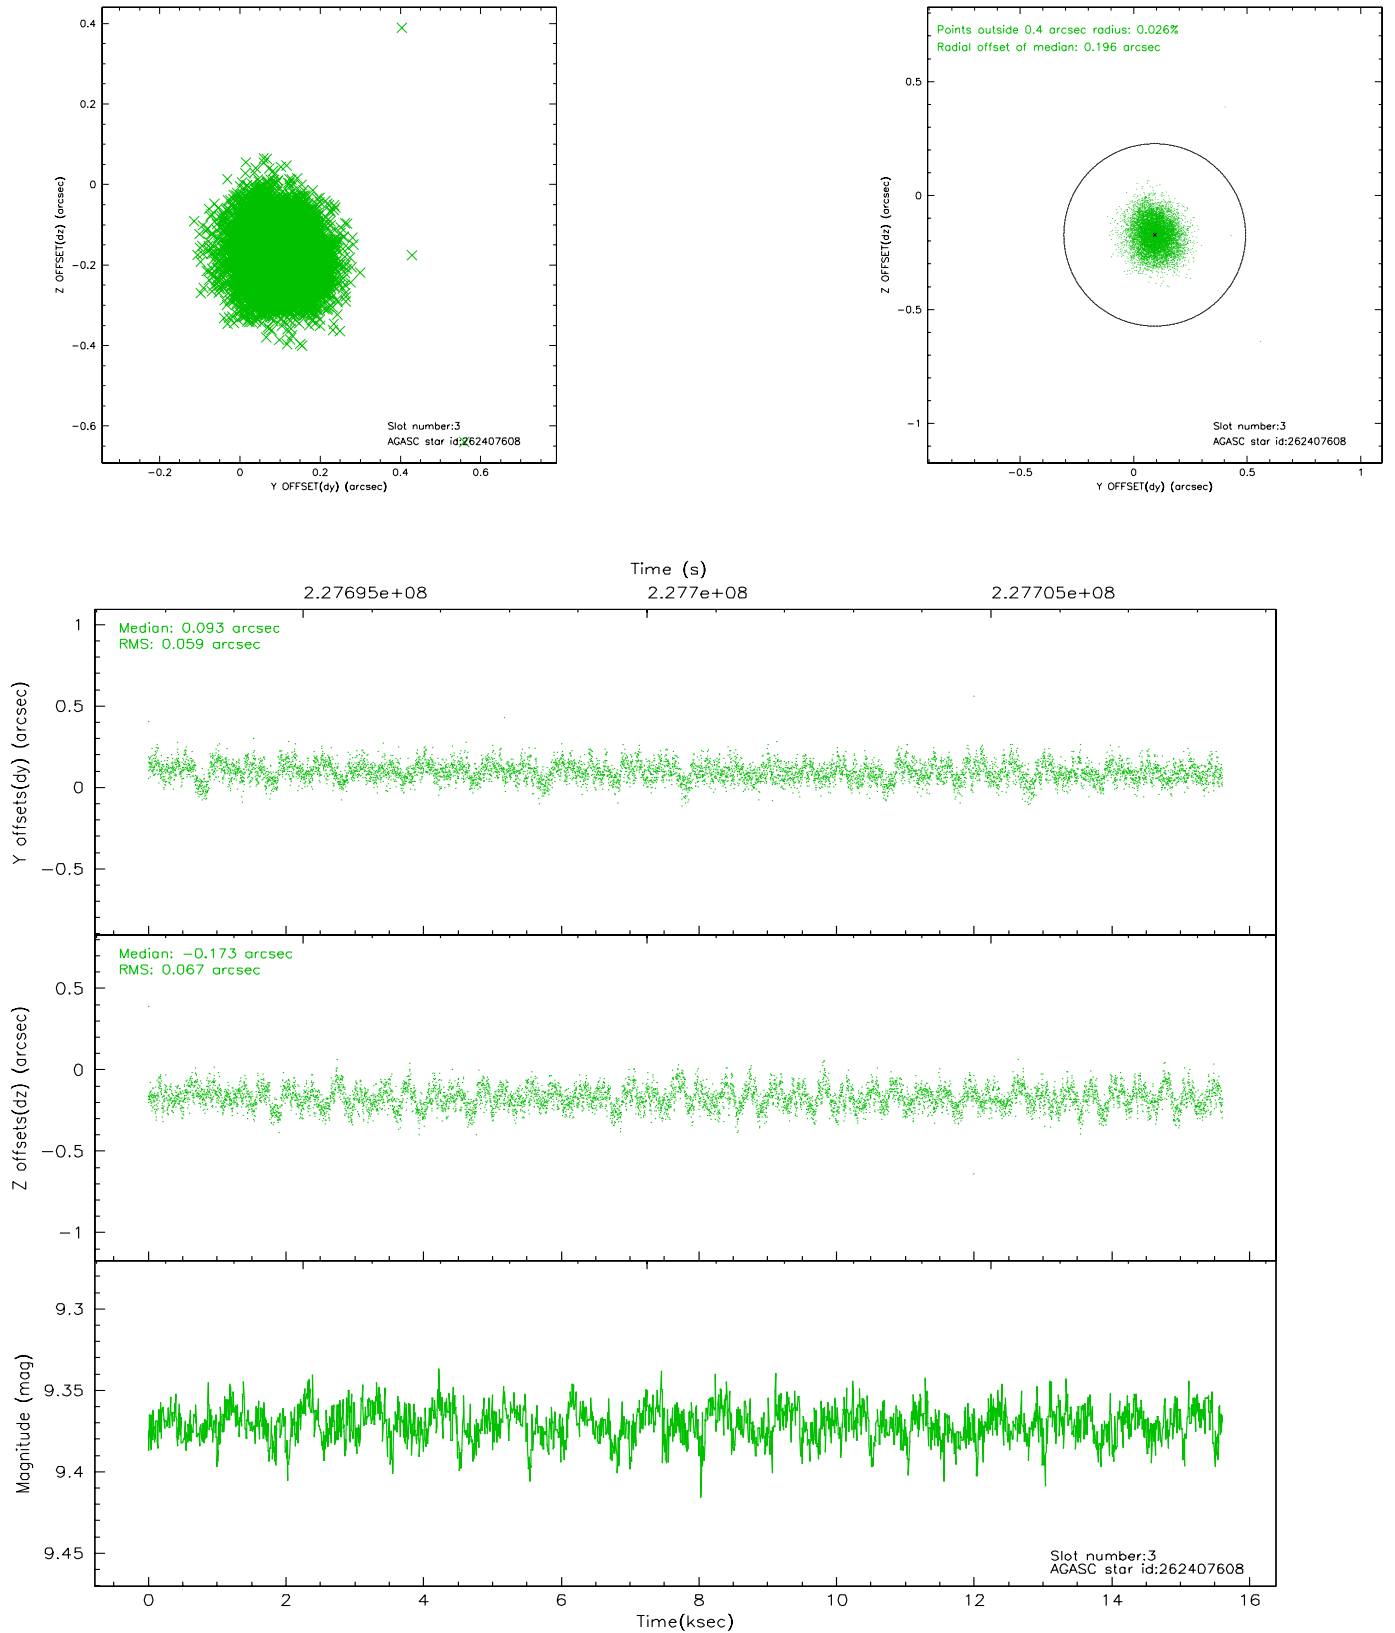 Points outside 0.4 arcsec radius: 0.026%
Radial offset of median: 0.196 arcsec
0.4
0.2
0
−0.2
−0.4
−0.6
Z OFFSET(dz) (arcsec)
Slot number:3
AGASC star id:262407608
−0.2 0 0.2 0.4 0.6
Y OFFSET(dy) (arcsec)
0.5
0
−0.5
−1
Z OFFSET(dz) (arcsec)
Slot number:3
AGASC star id:262407608
−0.5 0 0.5 1
Y OFFSET(dy) (arcsec)
Time (s)
2.27695e+08 2.277e+08 2.27705e+08
Median: 0.093 arcsec
RMS: 0.059 arcsec
1
0.5
0
−0.5
Y offsets(dy) (arcsec)
Median: −0.173 arcsec
RMS: 0.067 arcsec
0.5
0
−0.5
−1
Z offsets(dz) (arcsec)
9.3
9.35
9.4
9.45
Magnitude (mag)
Slot number:3
AGASC star id:262407608
0 2 4 6 8 10 12 14 16
Time(ksec)